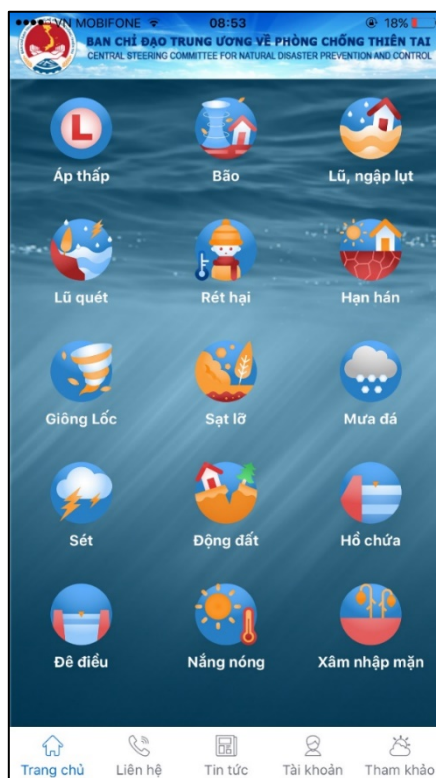 VN MOBIFONE 08:53 18%
BAN CHỈ ĐẠO TRUNG ƯƠNG VỀ PHÒNG CHỐNG THIÊN TAI
CENTRAL STEERING COMMITTEE FOR NATURAL DISASTER PREVENTION AND CONTROL
L
Áp thấp Bão Lũ, ngập lụt
Lũ quét Rét hại Hạn hán
Giông Lốc Sạt lỡ Mưa đá
Sét Động đất Hồ chứa
Đê điều Nắng nóng Xâm nhập mặn
Trang chủ Liên hệ Tin tức Tài khoản Tham khảo